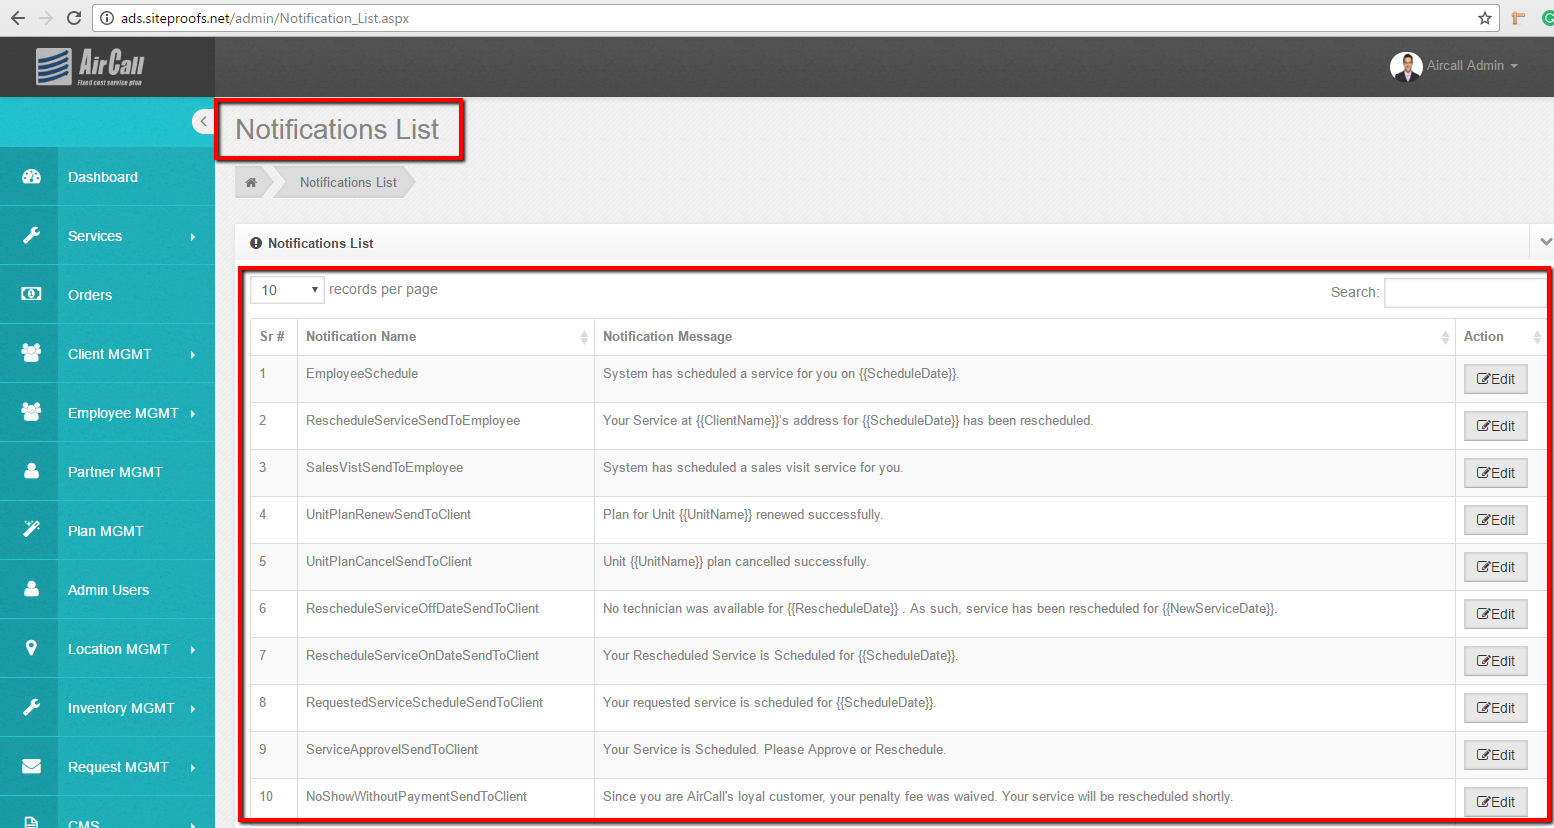 ads.siteproofs.net/admin/Notification_List.aspx
AirCall
Fixed cost service plan
Aircall Admin
Notifications List
Notifications List
Dashboard
Services
Orders
Client MGMT
Employee MGMT
Partner MGMT
Plan MGMT
Admin Users
Location MGMT
Inventory MGMT
Request MGMT
CMS
Notifications List
10 records per page
Search:
Sr # Notification Name Notification Message Action
1 EmployeeSchedule System has scheduled a service for you on {{ScheduleDate}}. Edit
2 RescheduleServiceSendToEmployee Your Service at {{ClientName}}'s address for {{ScheduleDate}} has been rescheduled. Edit
3 SalesVistSendToEmployee System has scheduled a sales visit service for you. Edit
4 UnitPlanRenewSendToClient Plan for Unit {{UnitName}} renewed successfully. Edit
5 UnitPlanCancelSendToClient Unit {{UnitName}} plan cancelled successfully. Edit
6 RescheduleServiceOffDateSendToClient No technician was available for {{RescheduleDate}} . As such, service has been rescheduled for {{NewServiceDate}}. Edit
7 RescheduleServiceOnDateSendToClient Your Rescheduled Service is Scheduled for {{ScheduleDate}}. Edit
8 RequestedServiceScheduleSendToClient Your requested service is scheduled for {{ScheduleDate}}. Edit
9 ServiceApprovelSendToClient Your Service is Scheduled. Please Approve or Reschedule. Edit
10 NoShowWithoutPaymentSendToClient Since you are AirCall's loyal customer, your penalty fee was waived. Your service will be rescheduled shortly. Edit